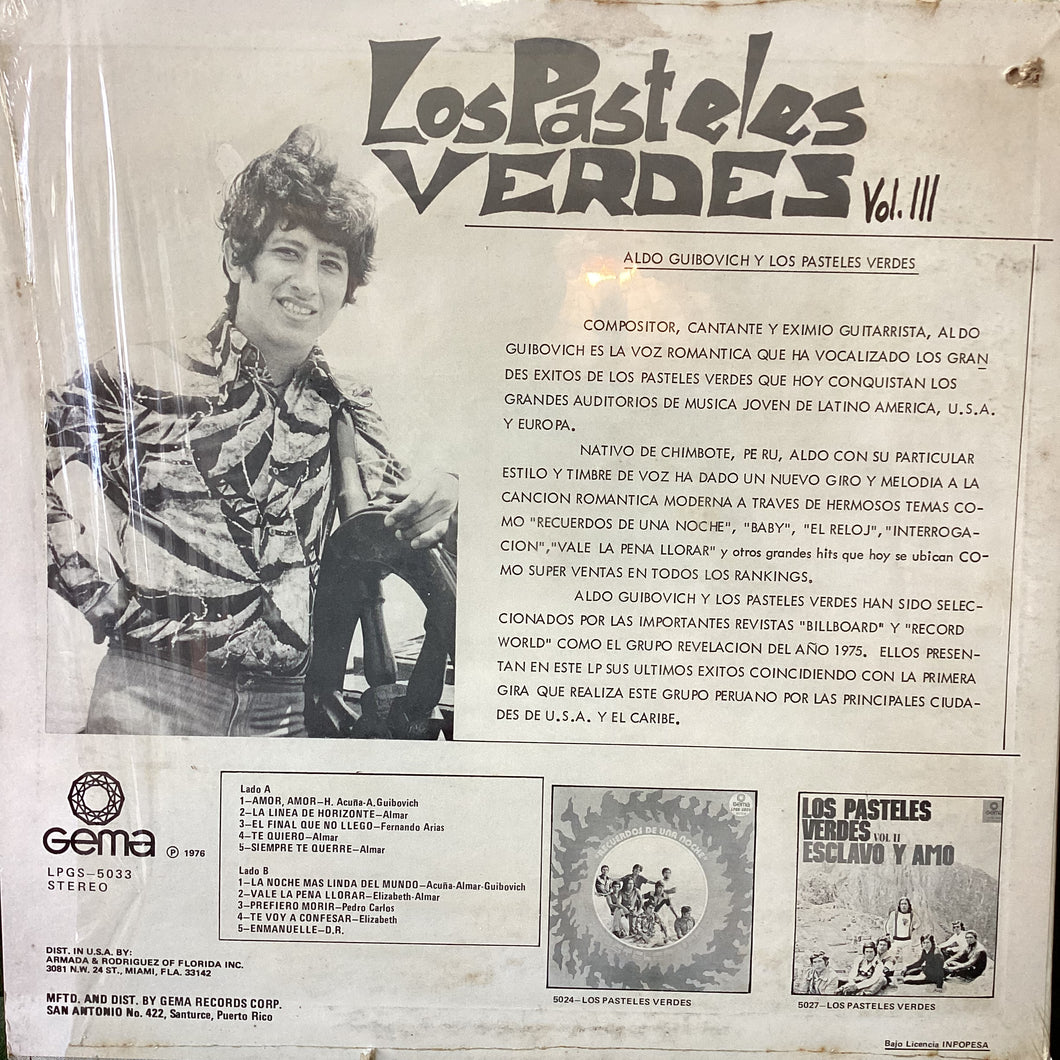 Los Pasteles
VERDES Vol. III
ALDO GUIBOVICH Y LOS PASTELES VERDES
COMPOSITOR, CANTANTE Y EXIMIO GUITARRISTA, ALDO
GUIBOVICH ES LA VOZ ROMANTICA QUE HA VOCALIZADO LOS GRAN
DES EXITOS DE LOS PASTELES VERDES QUE HOY CONQUISTAN LOS
GRANDES AUDITORIOS DE MUSICA JOVEN DE LATINO AMERICA, U.S.A.
Y EUROPA.
NATIVO DE CHIMBOTE, PERU, ALDO CON SU PARTICULAR
ESTILO Y TIMBRE DE VOZ HA DADO UN NUEVO GIRO Y MELODIA A LA
CANCION ROMANTICA MODERNA A TRAVES DE HERMOSOS TEMAS CO-
MO "RECUERDOS DE UNA NOCHE", "BABY", "EL RELOJ", "INTERROGA-
CION","VALE LA PENA LLORAR" y otros grandes hits que hoy se ubican CO-
MO SUPER VENTAS EN TODOS LOS RANKINGS.
ALDO GUIBOVICH Y LOS PASTELES VERDES HAN SIDO SELEC-
CIONADOS POR LAS IMPORTANTES REVISTAS "BILLBOARD" Y "RECORD
WORLD" COMO EL GRUPO REVELACION DEL AÑO 1975. ELLOS PRESEN-
TAN EN ESTE LP SUS ULTIMOS EXITOS COINCIDIENDO CON LA PRIMERA
GIRA QUE REALIZA ESTE GRUPO PERUANO POR LAS PRINCIPALES CIUDA-
DES DE U.S.A. Y EL CARIBE.
Gema Ⓟ 1976
LPGS-5033
STEREO
Lado A
1-AMOR, AMOR-H. Acuña-A.Guibovich
2-LA LINEA DE HORIZONTE-Almar
3-EL FINAL QUE NO LLEGO-Fernando Arias
4-TE QUIERO-Almar
5-SIEMPRE TE QUERRE-Almar
Lado B
1-LA NOCHE MAS LINDA DEL MUNDO-Acuña-Almar-Guibovich
2-VALE LA PENA LLORAR-Elizabeth-Almar
3-PREFIERO MORIR-Pedro Carlos
4-TE VOY A CONFESAR-Elizabeth
5-ENMANUELLE-D.R.
DIST. IN U.S.A. BY:
ARMADA & RODRIGUEZ OF FLORIDA INC.
3081 N.W. 24 ST., MIAMI, FLA. 33142
MFTD. AND DIST. BY GEMA RECORDS CORP.
SAN ANTONIO No. 422, Santurce, Puerto Rico
Gema
RECUERDOS DE UNA NOCHE
5024-LOS PASTELES VERDES
LOS PASTELES
VERDES VOL II
ESCLAVO Y AMO
5027-LOS PASTELES VERDES
Bajo Licencia INFOPESA